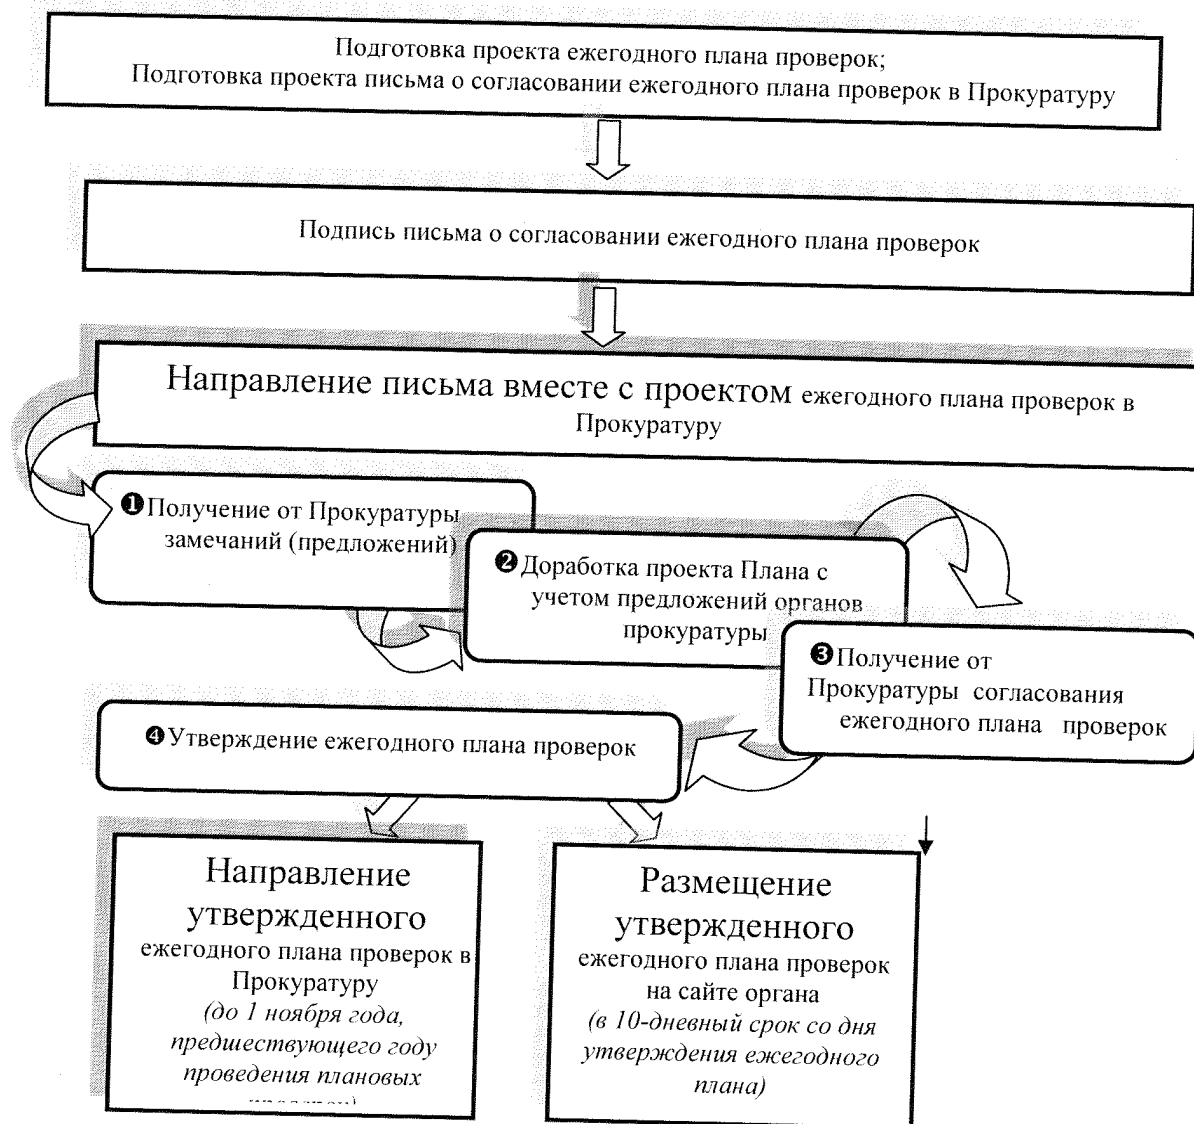 Подготовка проекта ежегодного плана проверок;
Подготовка проекта письма о согласовании ежегодного плана проверок в Прокуратуру
Подпись письма о согласовании ежегодного плана проверок
Направление письма вместе с проектом ежегодного плана проверок в
Прокуратуру
❶Получение от Прокуратуры
замечаний (предложений)
❷Доработка проекта Плана с
учетом предложений органов
прокуратуры
❸Получение от
Прокуратуры согласования
ежегодного плана проверок
❹Утверждение ежегодного плана проверок
Направление
утвержденного
ежегодного плана проверок в
Прокуратуру
(до 1 ноября года,
предшествующего году
проведения плановых
Размещение
утвержденного
ежегодного плана проверок
на сайте органа
(в 10-дневный срок со дня
утверждения ежегодного
плана)